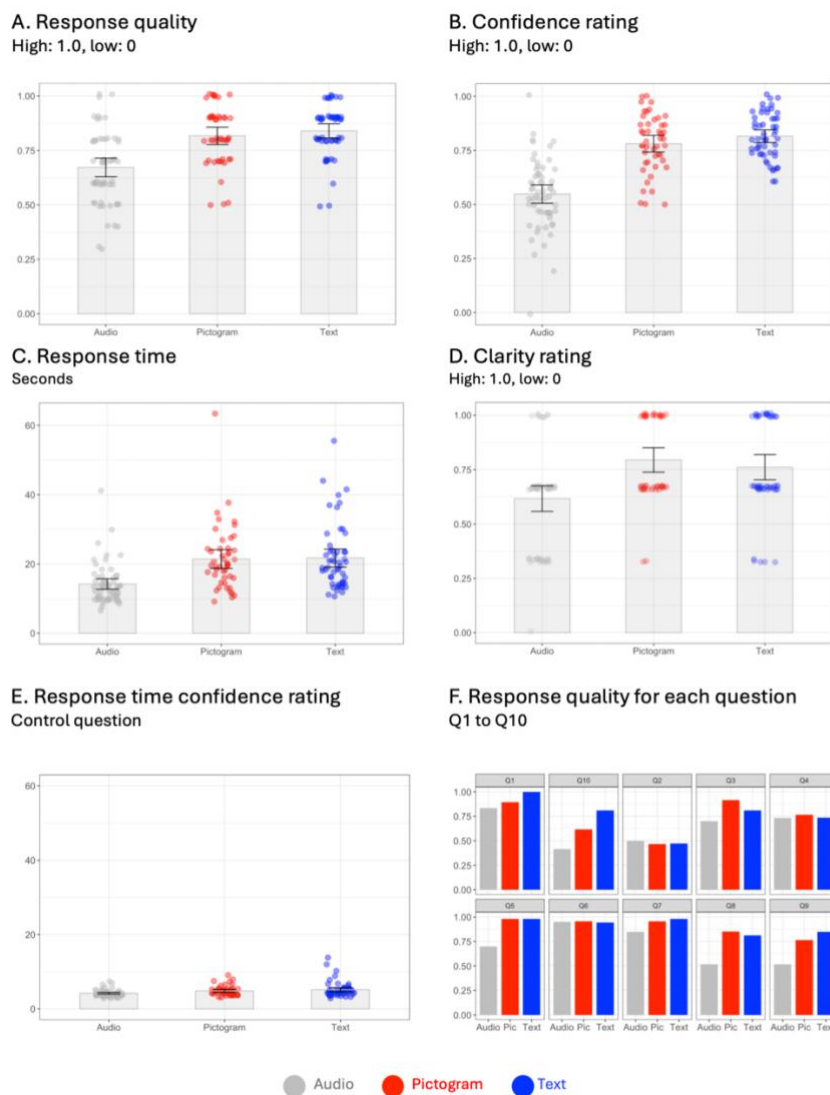 A. Response quality
High: 1.0, low: 0
1.00
0.75
0.50
0.25
0.00
Audio Pictogram Text
B. Confidence rating
High: 1.0, low: 0
1.00
0.75
0.50
0.25
0.00
Audio Pictogram Text
C. Response time
Seconds
60
40
20
0
Audio Pictogram Text
D. Clarity rating
High: 1.0, low: 0
1.00
0.75
0.50
0.25
0.00
Audio Pictogram Text
E. Response time confidence rating
Control question
60
40
20
0
Audio Pictogram Text
F. Response quality for each question
Q1 to Q10
Q1 Q10 Q2 Q3 Q4
1.00
0.75
0.50
0.25
0.00
Q5 Q6 Q7 Q8 Q9
1.00
0.75
0.50
0.25
0.00
Audio Pic Text Audio Pic Text Audio Pic Text Audio Pic Text Audio Pic Text
Audio Pictogram Text